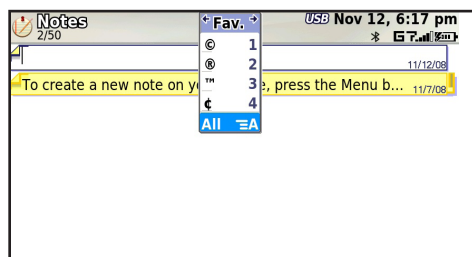 Notes
2/50
Fav.
USB Nov 12, 6:17 pm
G
© 1
® 2
™ 3
¢ 4
All A
11/12/08
To create a new note on yo e, press the Menu b... 11/7/08